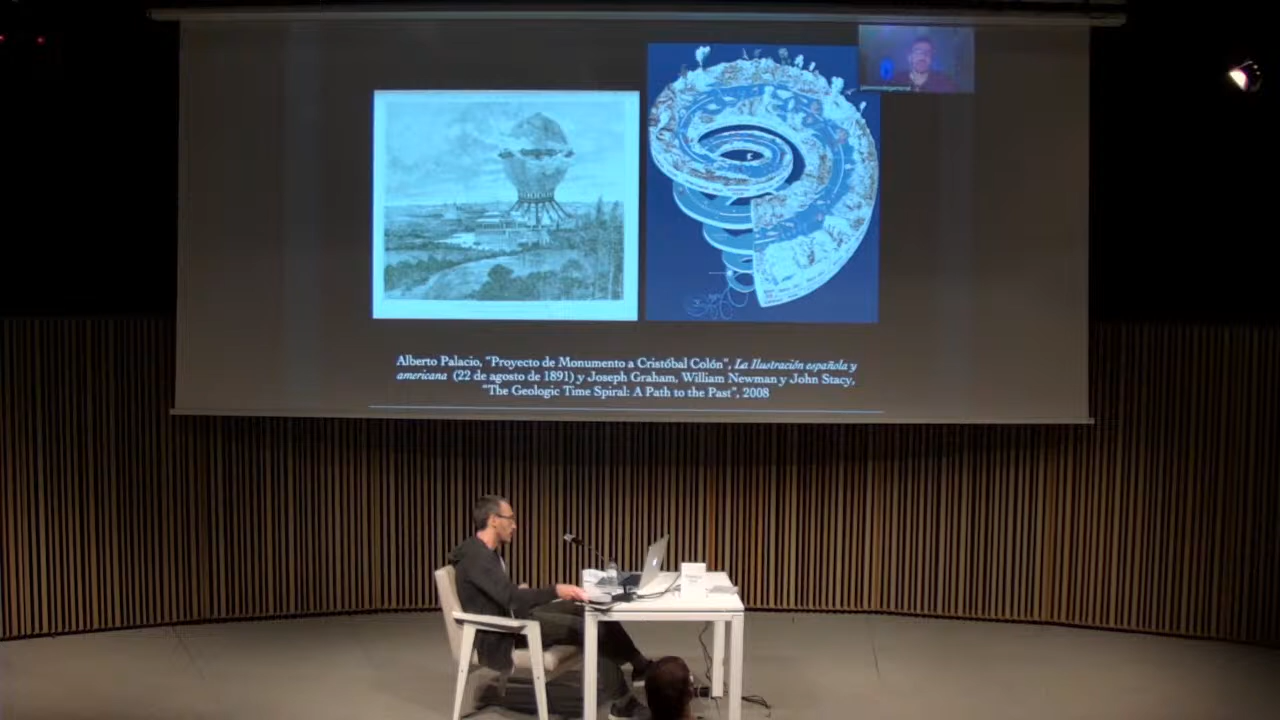 Alberto Palacio, "Proyecto de Monumento a Cristóbal Colón", La Ilustración española y
americana (22 de agosto de 1891) y Joseph Graham, William Newman y John Stacy,
"The Geologic Time Spiral: A Path to the Past", 2008